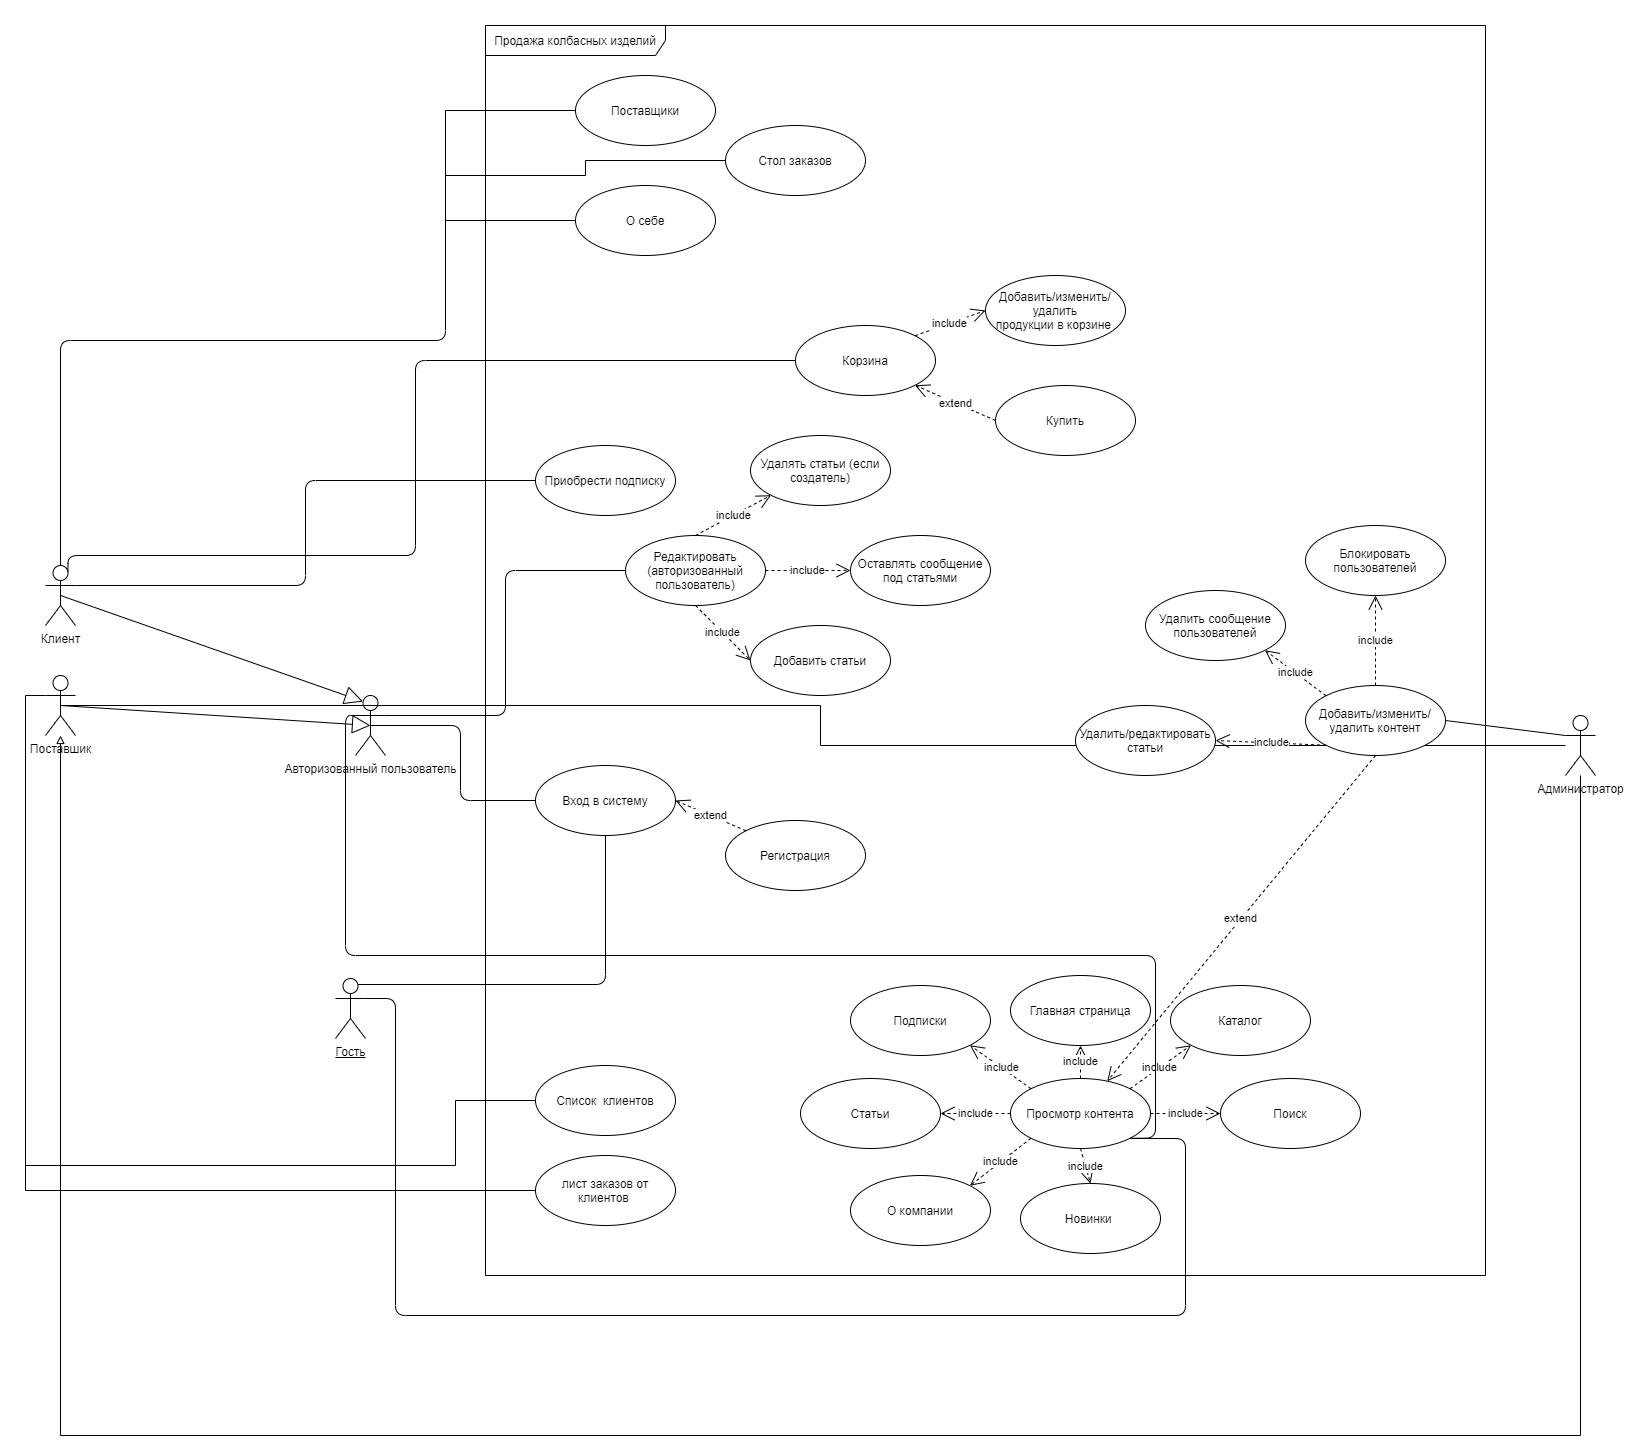 Продажа колбасных изделий
Поставщики
Стол заказов
О себе
Добавить/изменить/
удалить
продукции в корзине
include
Корзина
extend
Купить
Удалять статьи (если
создатель)
Приобрести подписку
include
Редактировать
(авторизованный
пользователь)
include
Оставлять сообщение
под статьями
include
Добавить статьи
Блокировать
пользователей
Удалить сообщение
пользователей
include
include
Добавить/изменить/
удалить контент
include
Удалить/редактировать
статьи
Клиент
Поставшик
Авторизованный пользователь
Администратор
Вход в систему
extend
Регистрация
extend
Гость
Подписки
Главная страница
Каталог
include
include
include
Список  клиентов
Статьи
include
Просмотр контента
include
Поиск
include
include
лист заказов от
клиентов
О компании
Новинки